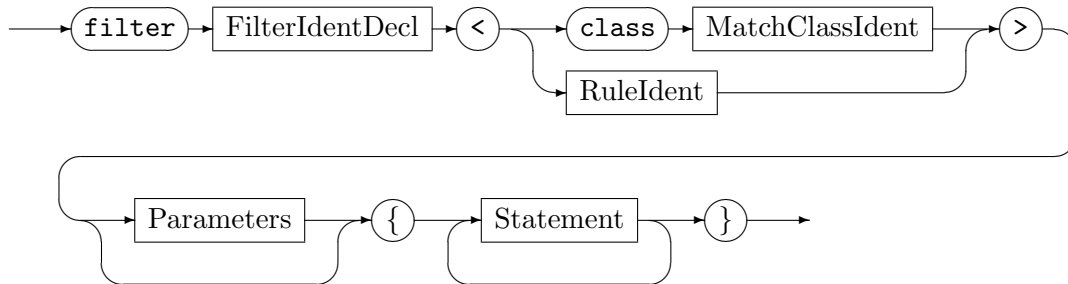 filter FilterIdentDecl < class MatchClassIdent >
RuleIdent
Parameters { Statement }